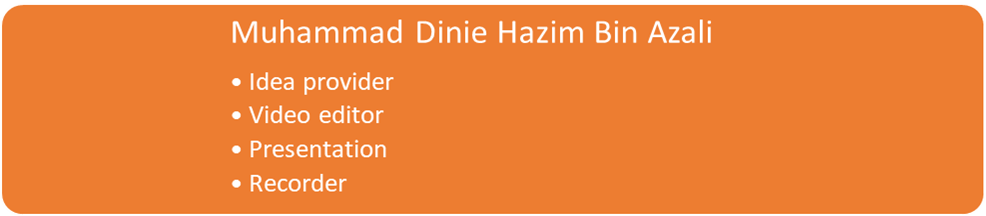 Muhammad Dinie Hazim Bin Azali
• Idea provider
• Video editor
• Presentation
• Recorder